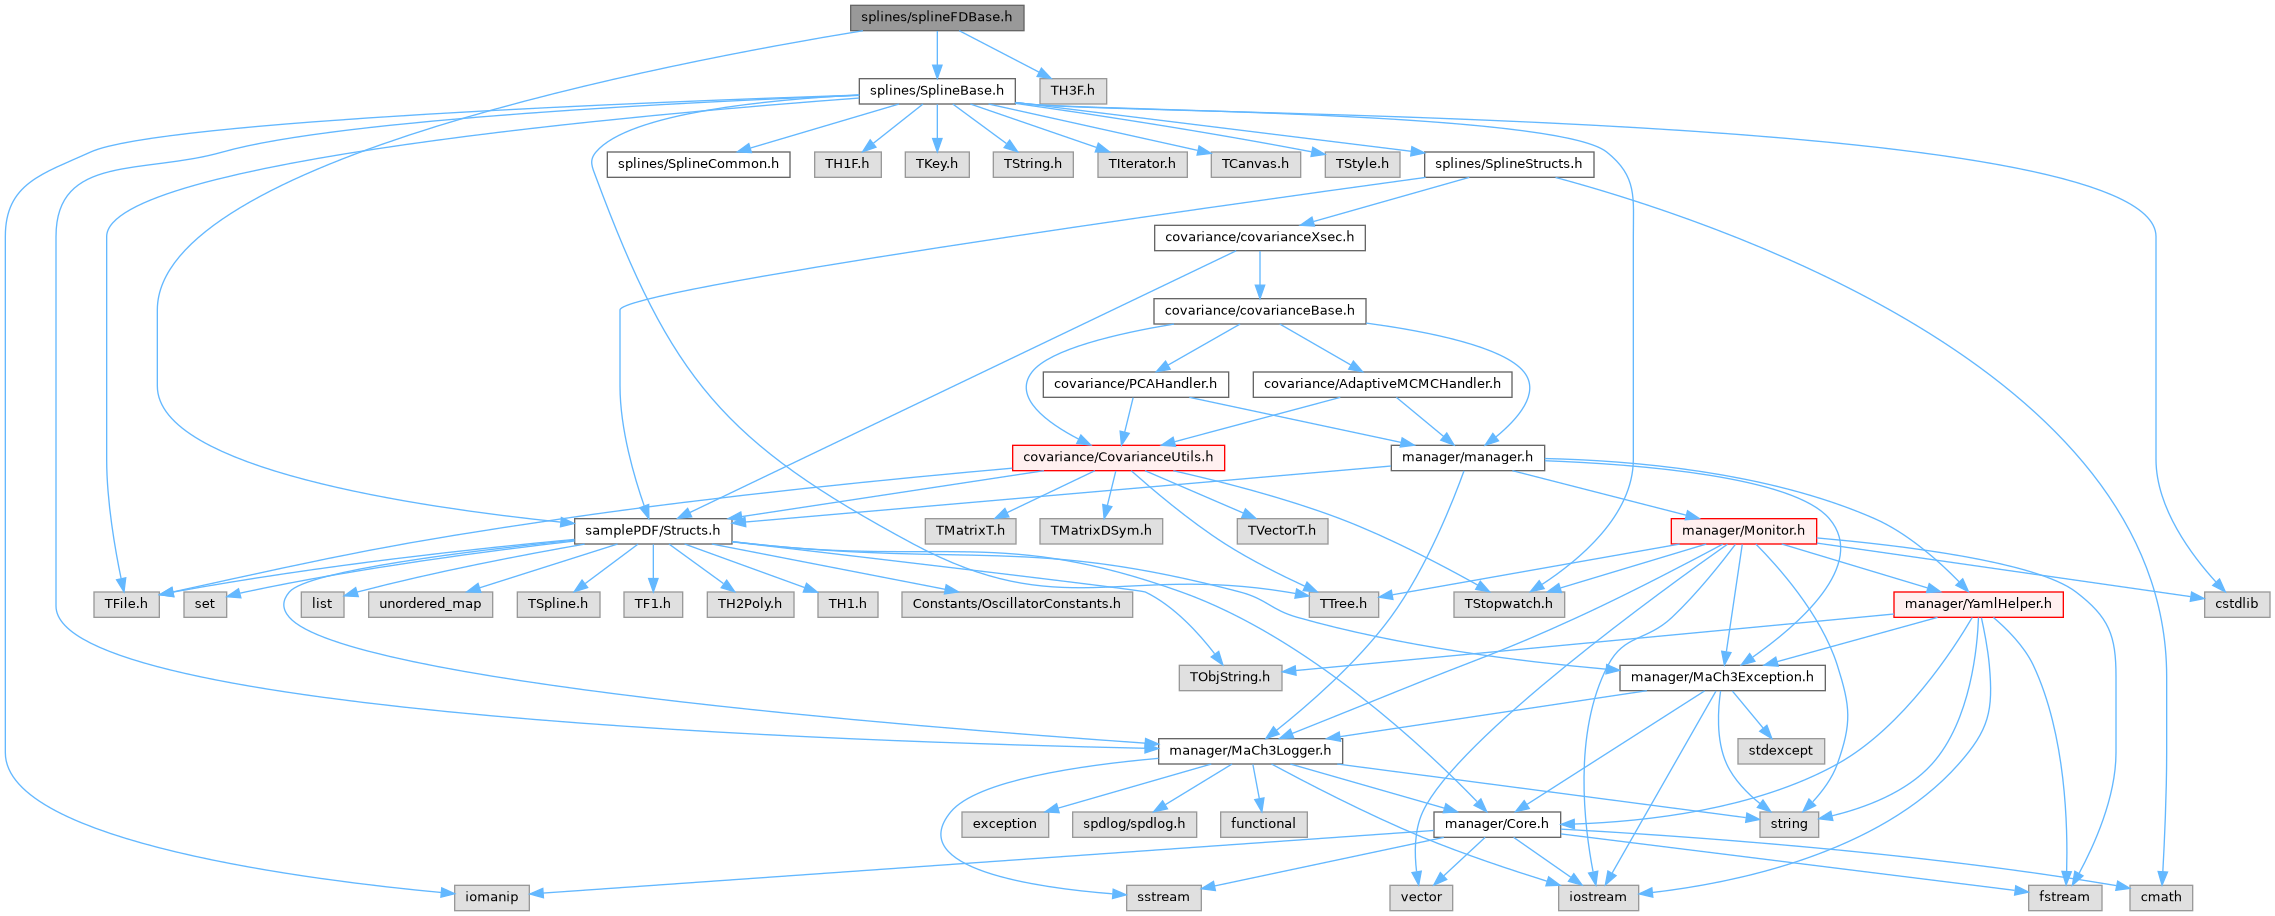 splines/splineFDBase.h
splines/SplineBase.h
TH3F.h
splines/SplineCommon.h
TH1F.h
TKey.h
TString.h
TIterator.h
TCanvas.h
TStyle.h
splines/SplineStructs.h
covariance/covarianceXsec.h
covariance/covarianceBase.h
covariance/PCAHandler.h
covariance/AdaptiveMCMCHandler.h
covariance/CovarianceUtils.h
manager/manager.h
samplePDF/Structs.h
TMatrixT.h
TMatrixDSym.h
TVectorT.h
manager/Monitor.h
TFile.h
set
list
unordered_map
TSpline.h
TF1.h
TH2Poly.h
TH1.h
Constants/OscillatorConstants.h
TTree.h
TStopwatch.h
manager/YamlHelper.h
cstdlib
TObjString.h
manager/MaCh3Exception.h
manager/MaCh3Logger.h
stdexcept
exception
spdlog/spdlog.h
functional
manager/Core.h
string
iomanip
sstream
vector
iostream
fstream
cmath